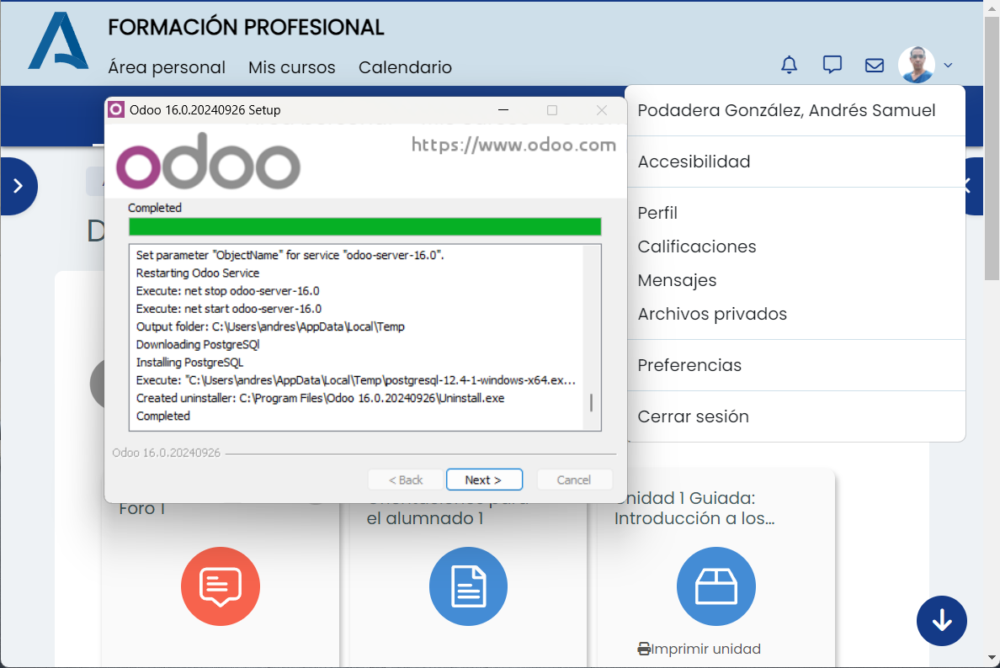 FORMACIÓN PROFESIONAL
Área personal Mis cursos Calendario
Podadera González, Andrés Samuel
Accesibilidad
Perfil
Calificaciones
Mensajes
Archivos privados
Preferencias
Cerrar sesión
Odoo 16.0.20240926 Setup
odoo
https://www.odoo.com
Completed
Set parameter "ObjectName" for service "odoo-server-16.0".
Restarting Odoo Service
Execute: net stop odoo-server-16.0
Execute: net start odoo-server-16.0
Output folder: C:\Users\andres\AppData\Local\Temp
Downloading PostgreSQl
Installing PostgreSQL
Execute: "C:\Users\andres\AppData\Local\Temp\postgresql-12.4-1-windows-x64.ex...
Created uninstaller: C:\Program Files\Odoo 16.0.20240926\Uninstall.exe
Completed
Odoo 16.0.20240926
< Back Next > Cancel
Foro 1
Orientaciones para
el alumnado 1
Unidad 1 Guiada:
Introducción a los...
Imprimir unidad